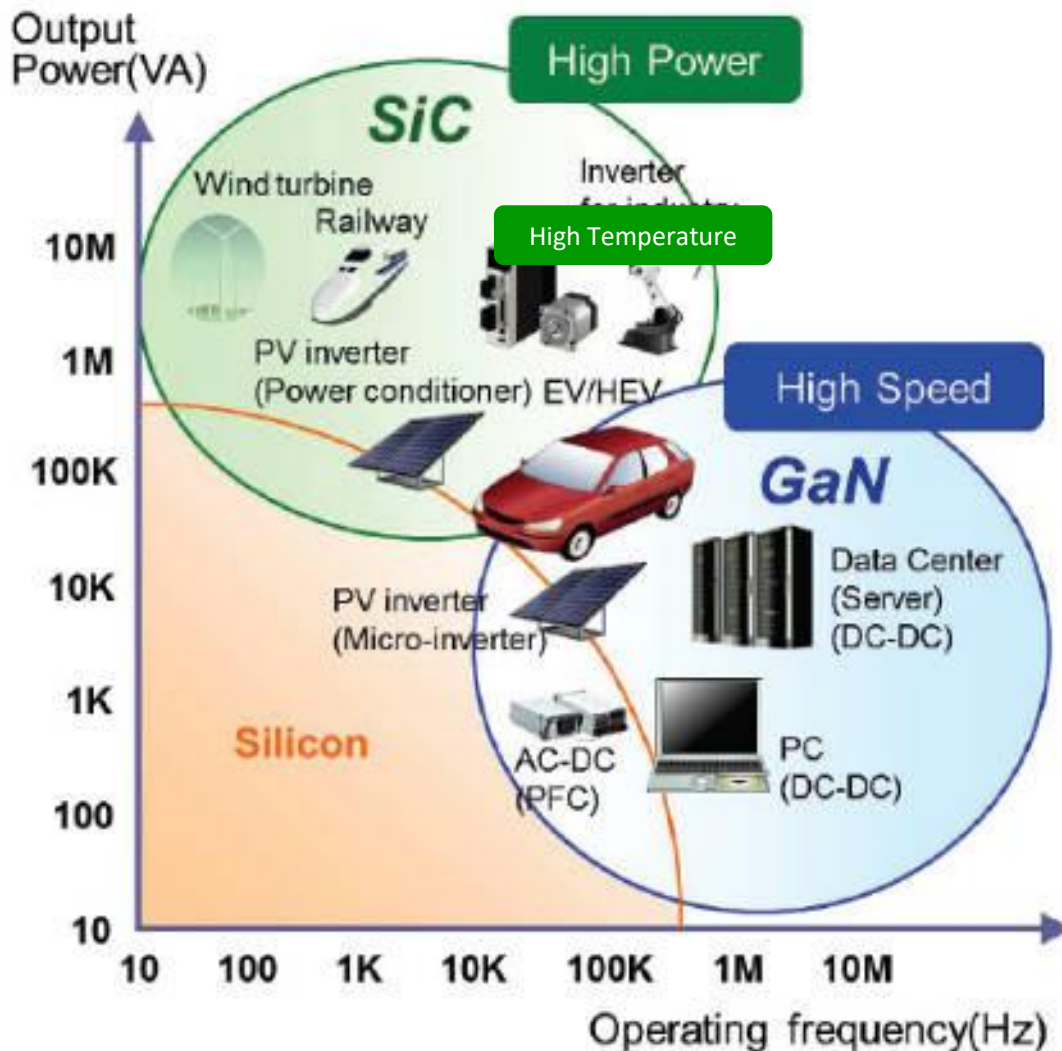 Output
Power(VA)
High Power
SiC
Wind turbine
Railway
Inverter
for industry
High Temperature
10M
1M
100K
10K
1K
100
10
PV inverter
(Power conditioner)
EV/HEV
High Speed
GaN
Data Center
(Server)
(DC-DC)
PV inverter
(Micro-inverter)
Silicon
AC-DC
(PFC)
PC
(DC-DC)
10
100
1K
10K
100K
1M
10M
Operating frequency(Hz)